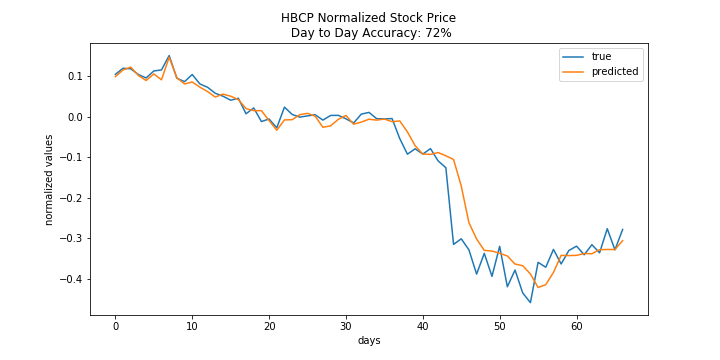 HBCP Normalized Stock Price
Day to Day Accuracy: 72%
true
predicted
normalized values
0.1
0.0
−0.1
−0.2
−0.3
−0.4
0 10 20 30 40 50 60
days